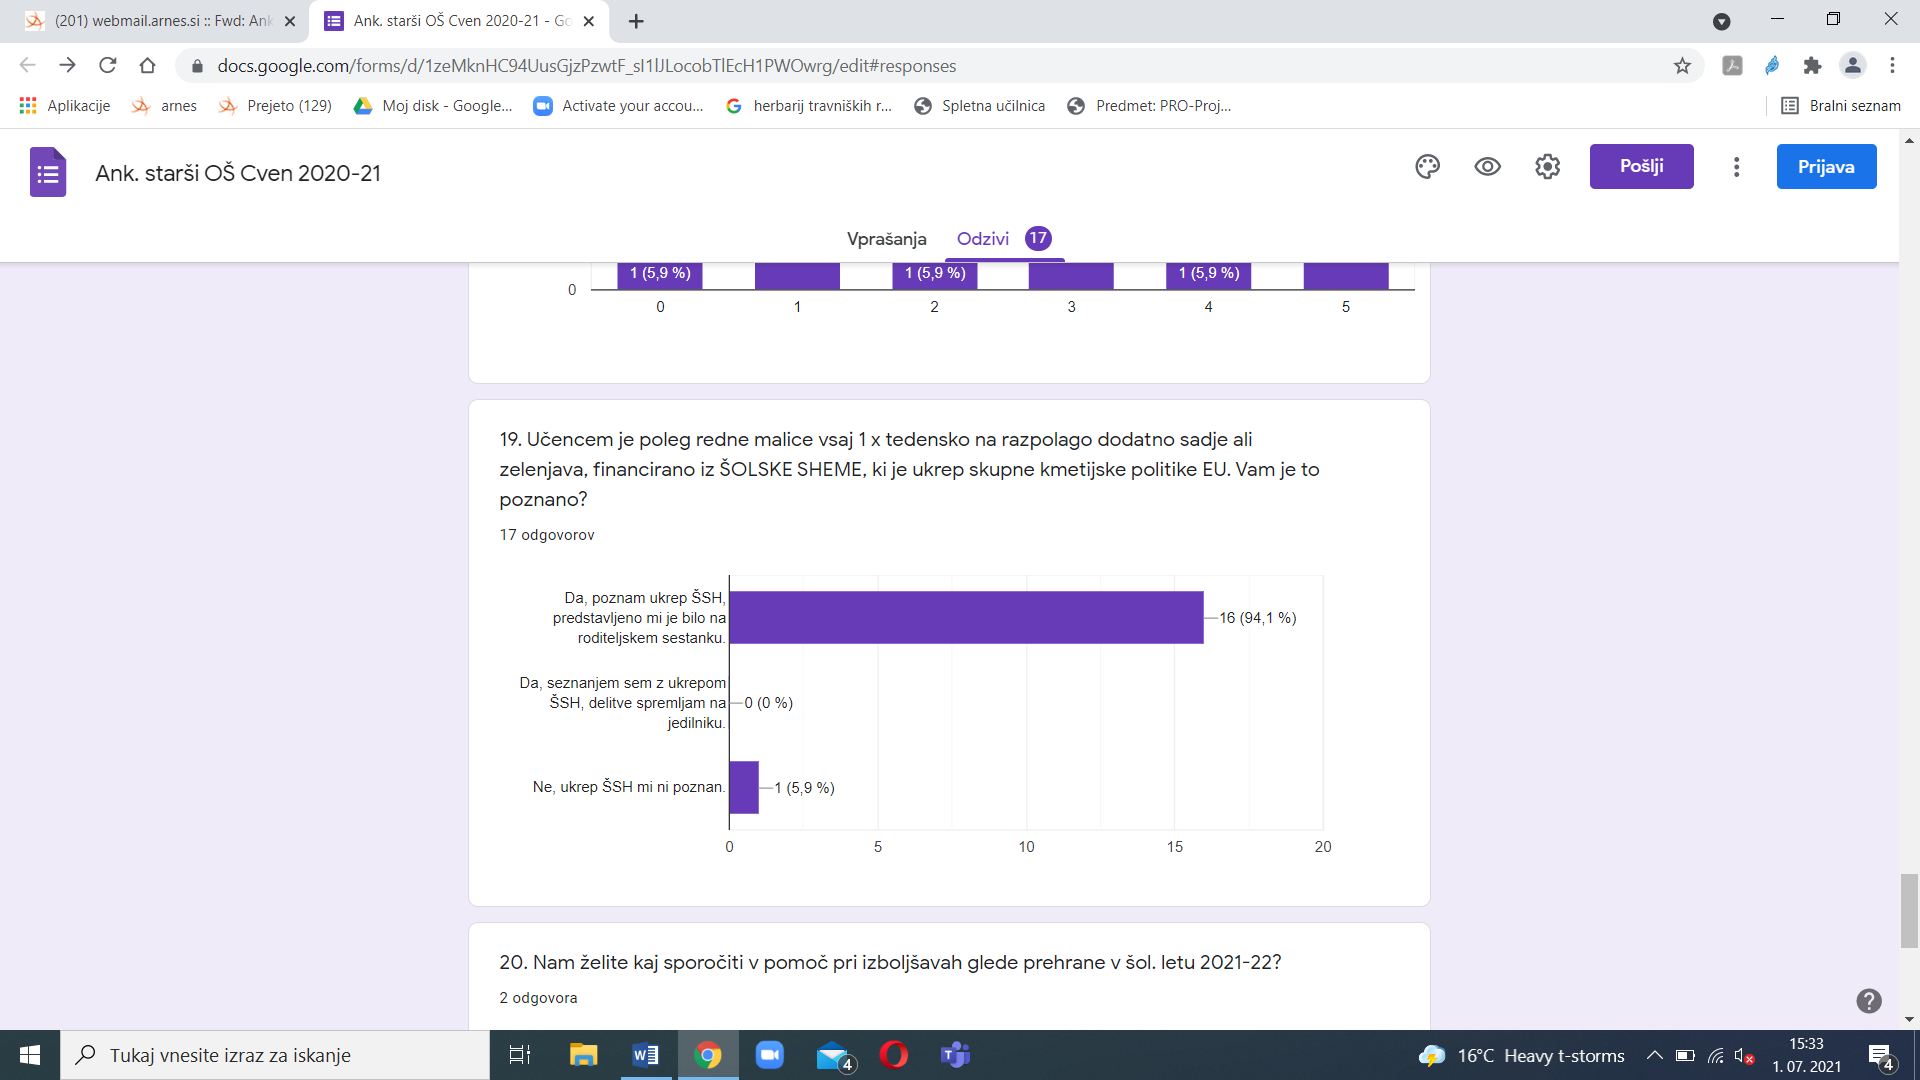 (201) webmail.arnes.si :: Fwd: Ank
Ank. starši OŠ Cven 2020-21 - Go
docs.google.com/forms/d/1zeMknHC94UusGjzPzwtF_sI1lJLocobTlEcH1PWOwrg/edit#responses
Aplikacije
arnes
Prejeto (129)
Moj disk - Google...
Activate your accou...
herbarij travniških r...
Spletna učilnica
Predmet: PRO-Proj...
Bralni seznam
Ank. starši OŠ Cven 2020-21
Pošlji
Prijava
Vprašanja
Odzivi 17
1 (5,9 %)
1 (5,9 %)
1 (5,9 %)
0
0 1 2 3 4 5
19. Učencem je poleg redne malice vsaj 1 x tedensko na razpolago dodatno sadje ali
zelenjava, financirano iz ŠOLSKE SHEME, ki je ukrep skupne kmetijske politike EU. Vam je to
poznano?
17 odgovorov
Da, poznam ukrep ŠSH,
predstavljeno mi je bilo na
roditeljskem sestanku.
16 (94,1 %)
Da, seznanjem sem z ukrepom
ŠSH, delitve spremljam na
jedilniku.
0 (0 %)
Ne, ukrep ŠSH mi ni poznan.
1 (5,9 %)
0 5 10 15 20
20. Nam želite kaj sporočiti v pomoč pri izboljšavah glede prehrane v šol. letu 2021-22?
2 odgovora
Tukaj vnesite izraz za iskanje
4
16°C Heavy t-storms
15:33
1. 07. 2021
4